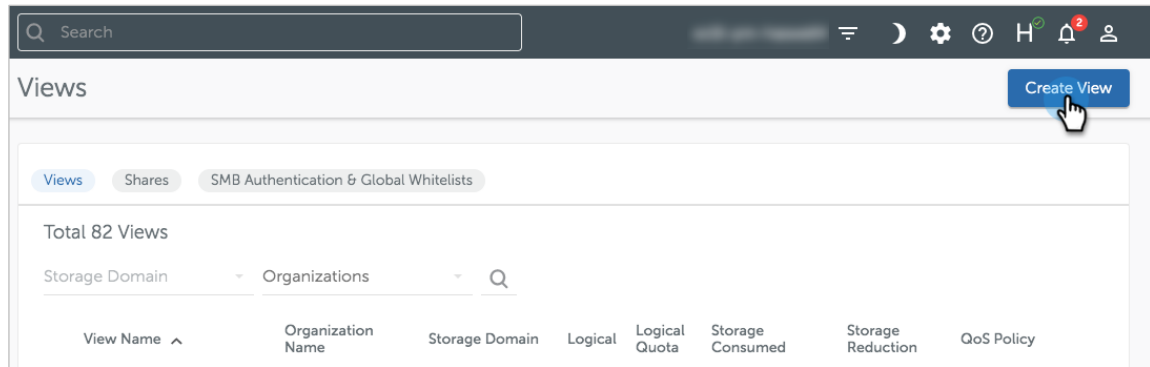 Search
H
2
Views
Create View
Views
Shares
SMB Authentication & Global Whitelists
Total 82 Views
Storage Domain
Organizations
View Name
Organization
Name
Storage Domain
Logical
Logical
Quota
Storage
Consumed
Storage
Reduction
QoS Policy